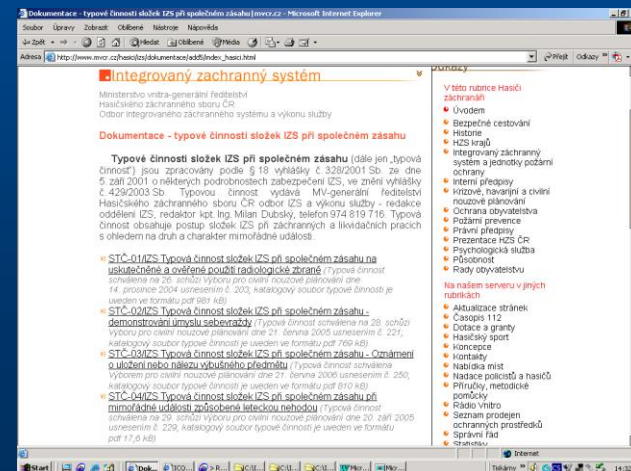 Dokumentace - typové činnosti složek IZS při společném zásahu|mvcr.cz - Microsoft Internet Explorer
Soubor Úpravy Zobrazit Oblíbené Nástroje Nápověda
Zpět Hledat Oblíbené Média
Adresa http://www.mvcr.cz/hasici/izs/dokumentace/add5/index_hasici.html Přejít Odkazy
Integrovaný zachranný systém
Ministerstvo vnitra-generální ředitelství
Hasičského záchranného sboru ČR
Odbor integrovaného záchranného systému a výkonu služby
Dokumentace - typové činnosti složek IZS při společném zásahu
Typové činnosti složek IZS při společném zásahu (dále jen „typová
činnost") jsou zpracovány podle § 18 vyhlášky č. 328/2001 Sb. ze dne
5. září 2001 o některých podrobnostech zabezpečení IZS, ve znění vyhlášky
č. 429/2003 Sb. Typovou činnost vydává MV-generální ředitelství
Hasičského záchranného sboru ČR odbor IZS a výkonu služby - redakce
oddělení IZS, redaktor kpt. Ing. Milan Dubský, telefon 974 819 716. Typová
činnost obsahuje postup složek IZS při záchranných a likvidačních pracích
s ohledem na druh a charakter mimořádné události.
STČ-01/IZS Typová činnost složek IZS při společném zásahu na
uskutečněné a ověřené použití radiologické zbraně (Typová činnost
schválena na 26. schůzi Výboru pro civilní nouzové plánování dne
14. prosince 2004 usnesením č. 203, katalogový soubor typové činnosti je
uveden ve formátu pdf 981 kB)
STČ-02/IZS Typová činnost složek IZS při společném zásahu -
demonstrování úmyslu sebevraždy (Typová činnost schválena na 28. schůzi
Výboru pro civilní nouzové plánování dne 21. června 2005 usnesením č. 221,
katalogový soubor typové činnosti je uveden ve formátu pdf 769 kB)
STČ-03/IZS Typová činnost složek IZS při společném zásahu - Oznámení
o uložení nebo nálezu výbušného předmětu (Typová činnost schválena
Výborem pro civilní nouzové plánování dne 21. června 2006 usnesením č. 250,
katalogový soubor typové činnosti je uveden ve formátu pdf 810 kB)
STČ-04/IZS Typová činnost složek IZS při společném zásahu při
mimořádné události způsobené leteckou nehodou (Typová činnost
schválena na 29. schůzi Výboru pro civilní nouzové plánování dne 20. září 2005
usnesením č. 229, katalogový soubor typové činnosti je uveden ve formátu
pdf 17,6 kB)
V této rubrice Hasiči
záchranáři
Úvodem
Bezpečné cestování
Historie
HZS krajů
Integrovaný záchranný
systém a jednotky požární
ochrany
Interní předpisy
Krizové, havarijní a civilní
nouzové plánování
Ochrana obyvatelstva
Požární prevence
Právní předpisy
Prezentace HZS ČR
Psychologická služba
Působnost
Rady obyvatelstvu
Na našem serveru v jiných
rubrikách
Aktualizace stránek
Časopis 112
Dotace a granty
Hasičský sport
Koncepce
Kontakty
Nabídka míst
Nadace policistů a hasičů
Příručky, metodické
pomůcky
Rádio Vnitro
Seznam prodejen
ochranných prostředků
Správní řád
Statistiky
Internet
Start Dok... Tiskárny 14:32